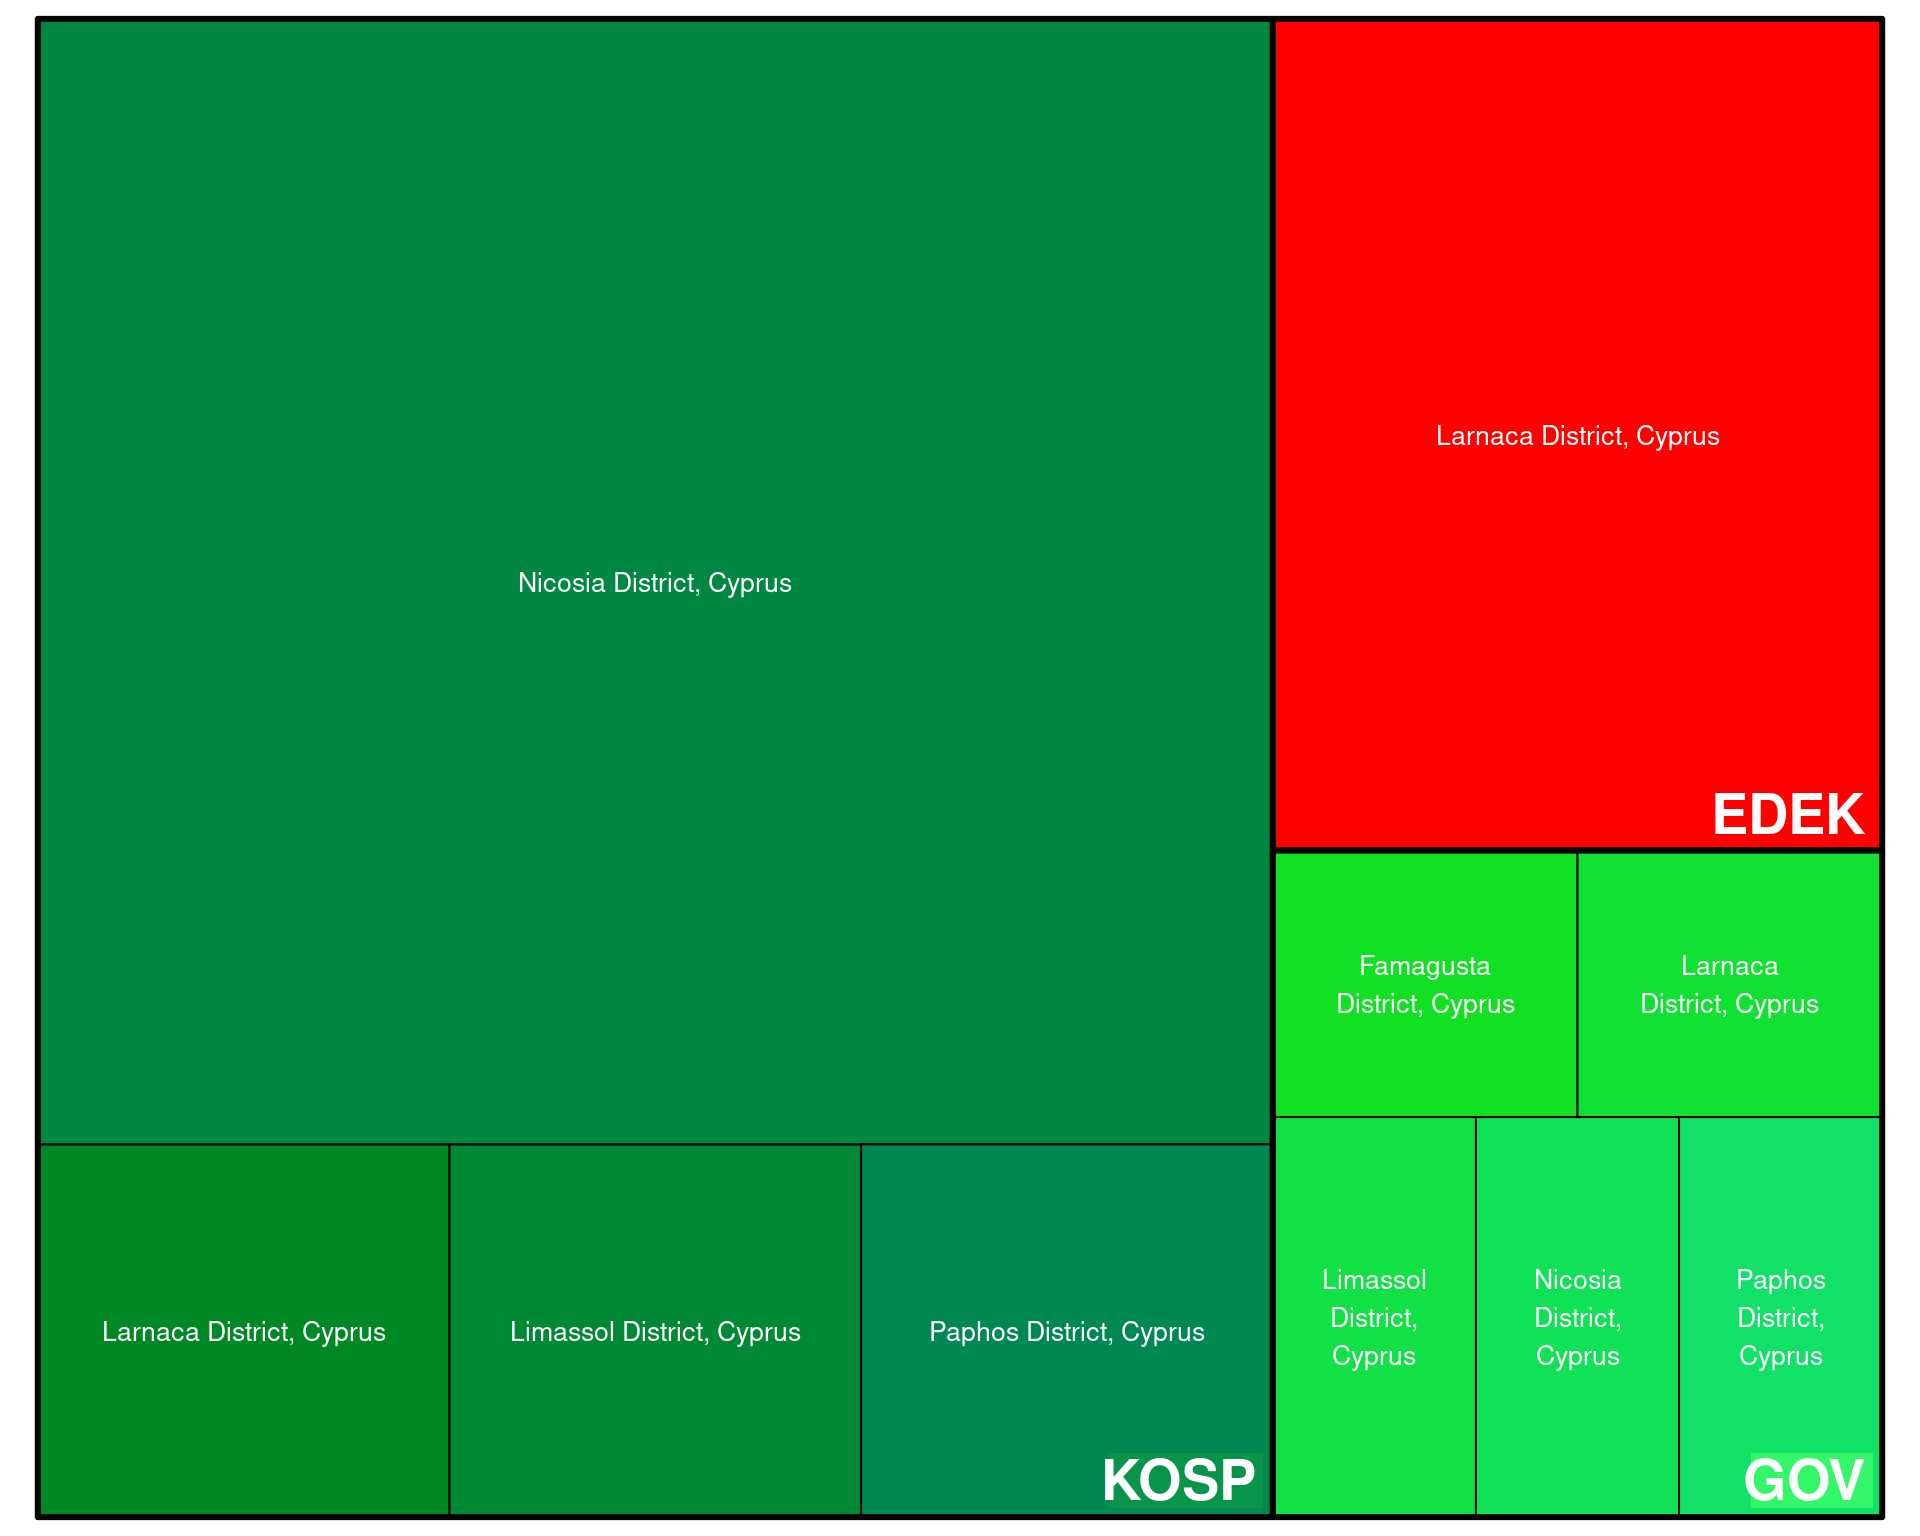 Nicosia District, Cyprus
Larnaca District, Cyprus
Limassol District, Cyprus
Paphos District, Cyprus
KOSP
Larnaca District, Cyprus
EDEK
Famagusta
District, Cyprus
Larnaca
District, Cyprus
Limassol
District,
Cyprus
Nicosia
District,
Cyprus
Paphos
District,
Cyprus
GOV